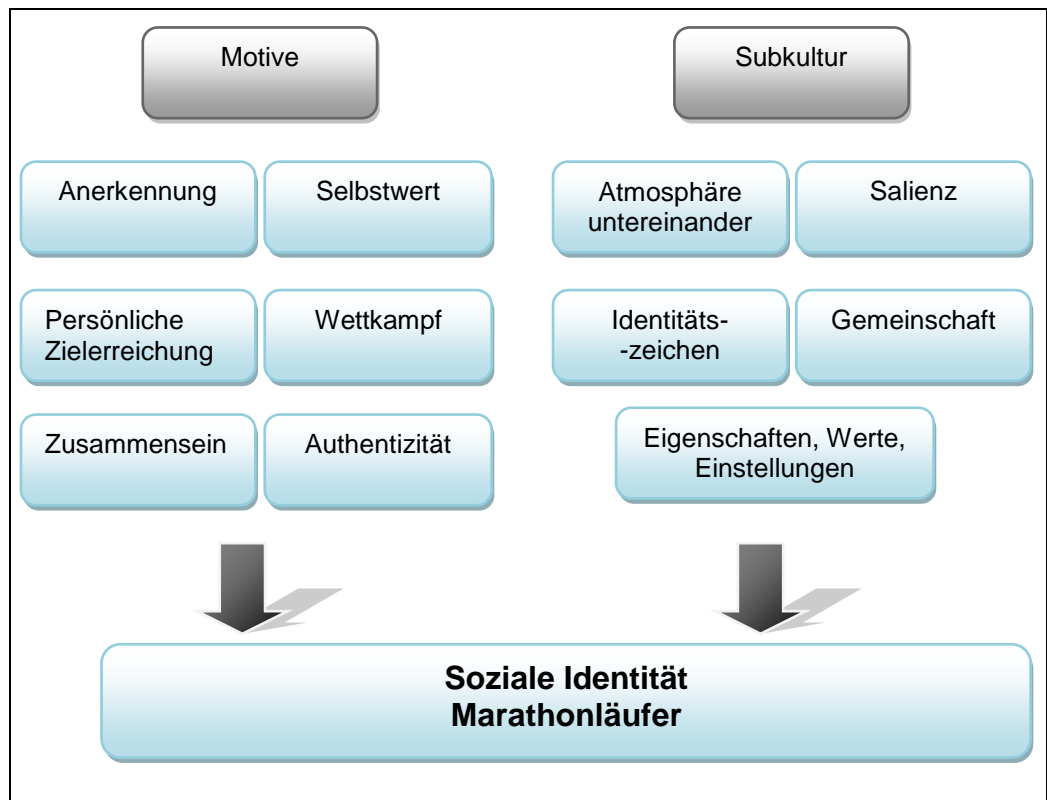 Motive
Subkultur
Anerkennung
Selbstwert
Atmosphäre
untereinander
Salienz
Persönliche
Zielerreichung
Wettkampf
Identitäts-
-zeichen
Gemeinschaft
Zusammensein
Authentizität
Eigenschaften, Werte,
Einstellungen
Soziale Identität
Marathonläufer